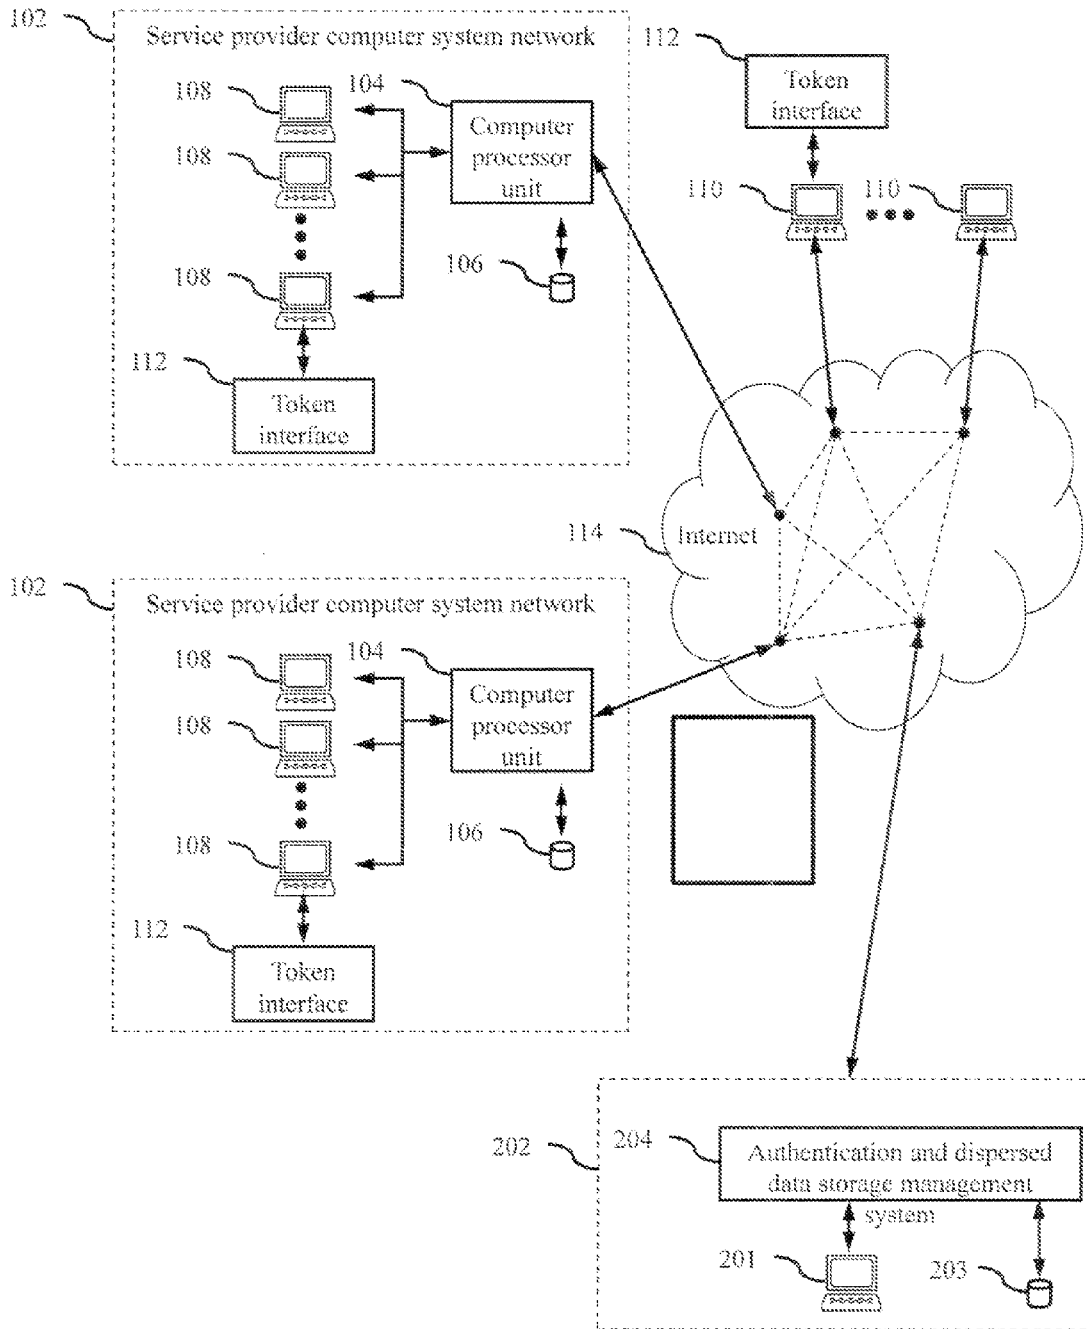 102
Service provider computer system network
108
104
Computer
processor
unit
108
106
108
112
Token
interface
112
Token
interface
110
110
114
Internet
102
Service provider computer system network
108
104
Computer
processor
unit
108
106
108
112
Token
interface
202
204
Authentication and dispersed
data storage management
system
201
203